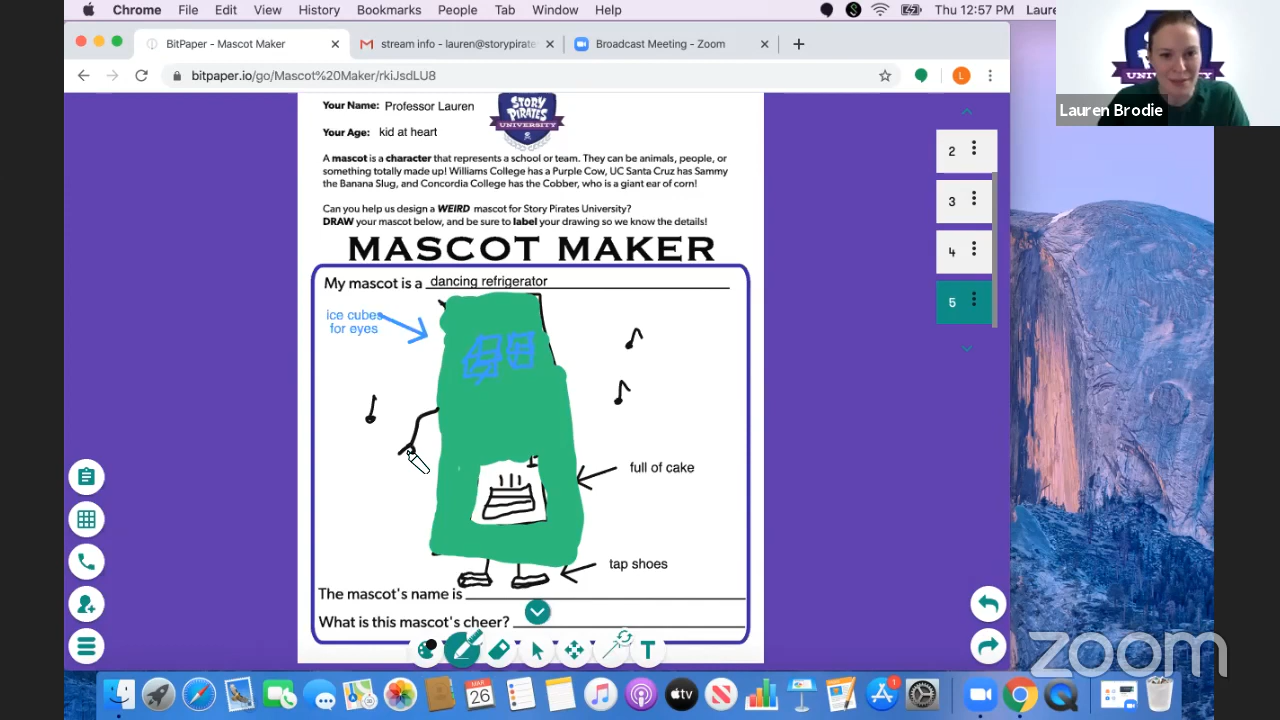 Chrome File Edit View History Bookmarks People Tab Window Help
Thu 12:57 PM Laure
BitPaper - Mascot Maker
stream info - lauren@storypirate
Broadcast Meeting - Zoom
bitpaper.io/go/Mascot%20Maker/rkiJsdLU8
L
Lauren Brodie
UNIVERSITY
Your Name: Professor Lauren
STORY
PIRATES
UNIVERSITY
Your Age: kid at heart
A mascot is a character that represents a school or team. They can be animals, people, or
something totally made up! Williams College has a Purple Cow, UC Santa Cruz has Sammy
the Banana Slug, and Concordia College has the Cobber, who is a giant ear of corn!
Can you help us design a WEIRD mascot for Story Pirates University?
DRAW your mascot below, and be sure to label your drawing so we know the details!
MASCOT MAKER
My mascot is a dancing refrigerator
ice cubes
for eyes
full of cake
tap shoes
The mascot's name is
What is this mascot's cheer?
2
3
4
5
T
MAR
26
tv
1
zoom